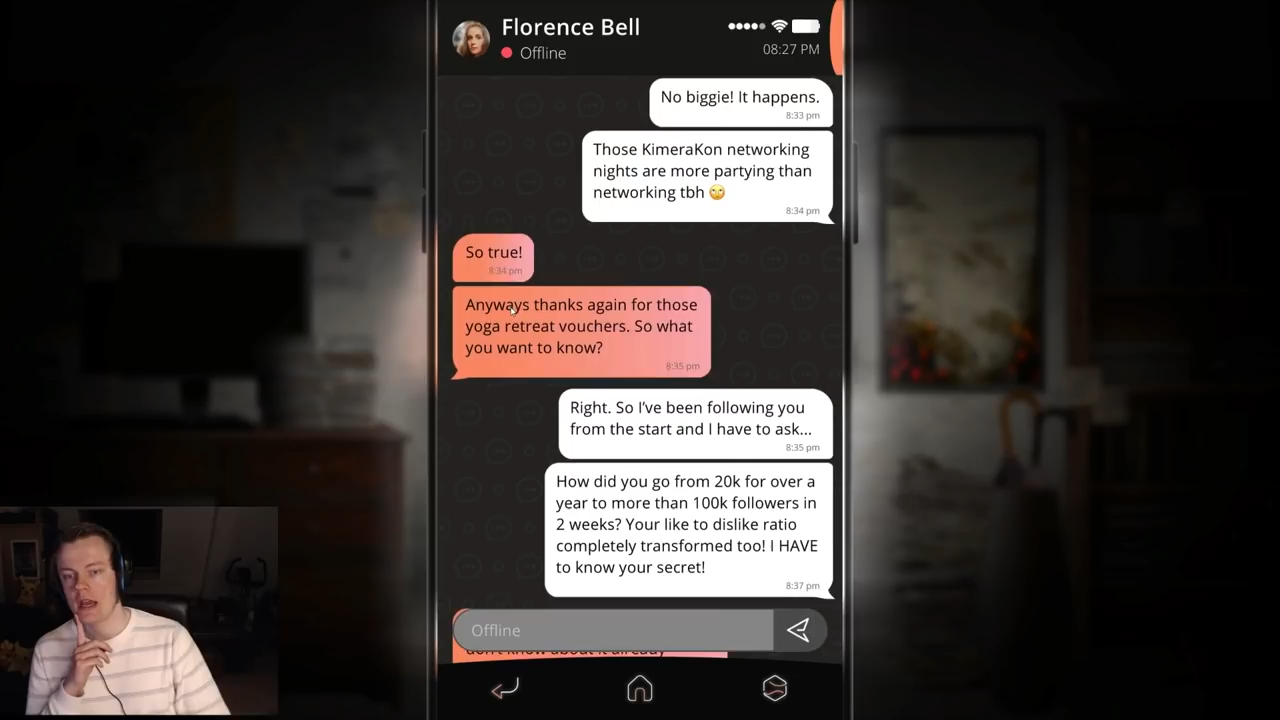 Florence Bell
Offline
08:27 PM
No biggie! It happens.
8:33 pm
Those KimeraKon networking
nights are more partying than
networking tbh 🙄
8:34 pm
So true!
8:34 pm
Anyways thanks again for those
yoga retreat vouchers. So what
you want to know?
8:35 pm
Right. So I've been following you
from the start and I have to ask...
8:35 pm
How did you go from 20k for over a
year to more than 100k followers in
2 weeks? Your like to dislike ratio
completely transformed too! I HAVE
to know your secret!
8:37 pm
Offline
don't know about it already